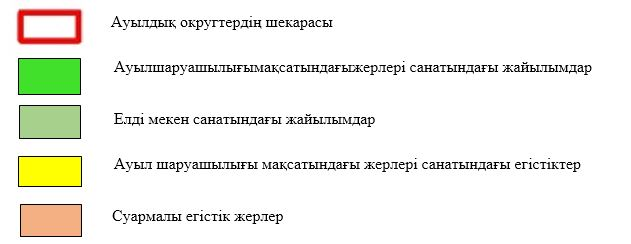 Ауылдық округтердің шекарасы
Ауылшаруашылығымақсатындағыжерлері санатындағы жайылымдар
Елді мекен санатындағы жайылымдар
Ауыл шаруашылығы мақсатындағы жерлері санатындағы егістіктер
Суармалы егістік жерлер